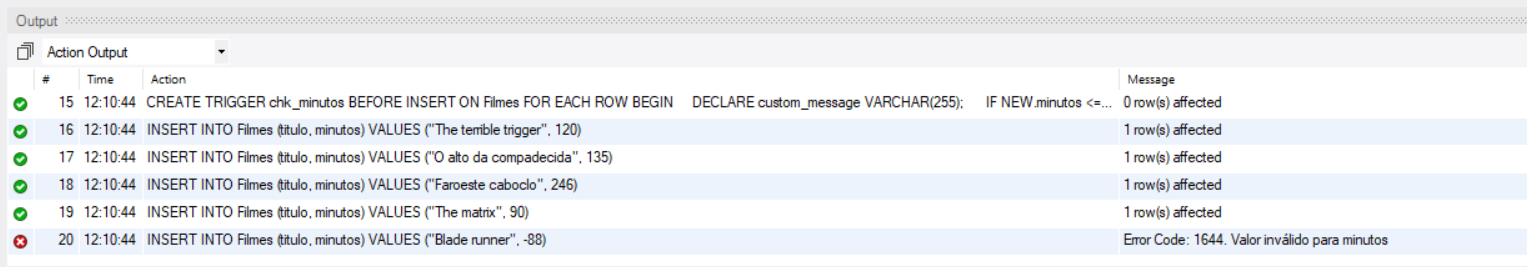 Output
Action Output
# Time Action Message
15 12:10:44 CREATE TRIGGER chk_minutos BEFORE INSERT ON Filmes FOR EACH ROW BEGIN DECLARE custom_message VARCHAR(255); IF NEW.minutos <=... 0 row(s) affected
16 12:10:44 INSERT INTO Filmes (titulo, minutos) VALUES ("The terrible trigger", 120) 1 row(s) affected
17 12:10:44 INSERT INTO Filmes (titulo, minutos) VALUES ("O alto da compadecida", 135) 1 row(s) affected
18 12:10:44 INSERT INTO Filmes (titulo, minutos) VALUES ("Faroeste caboclo", 246) 1 row(s) affected
19 12:10:44 INSERT INTO Filmes (titulo, minutos) VALUES ("The matrix", 90) 1 row(s) affected
20 12:10:44 INSERT INTO Filmes (titulo, minutos) VALUES ("Blade runner", -88) Error Code: 1644. Valor inválido para minutos